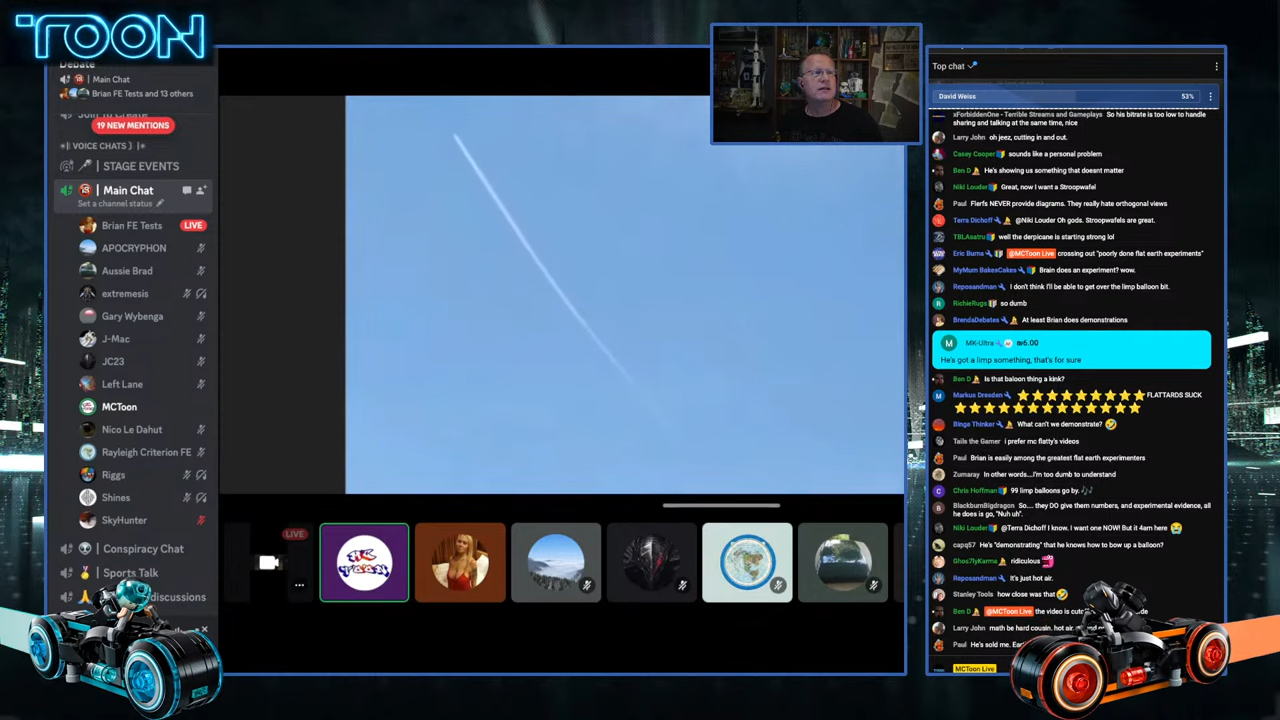 TOON
Debate
Main Chat
Brian FE Tests and 13 others
Join to Create
19 NEW MENTIONS
VOICE CHATS
STAGE EVENTS
Main Chat
Set a channel status
Brian FE Tests LIVE
APOCRYPHON
Aussie Brad
extremesis
Gary Wybenga
J-Mac
JC23
Left Lane
MCToon
Nico Le Dahut
Rayleigh Criterion FE
Riggs
Shines
SkyHunter
Conspiracy Chat
Sports Talk
discussions
LIVE
Top chat
David Weiss 53%
xForbiddenOne - Terrible Streams and Gameplays So his bitrate is too low to handle
sharing and talking at the same time, nice
Larry John oh jeez, cutting in and out.
Casey Cooper sounds like a personal problem
Ben D He's showing us something that doesnt matter
Niki Louder Great, now I want a Stroopwafel
Paul Flerfs NEVER provide diagrams. They really hate orthogonal views
Terra Dichoff @Niki Louder Oh gods. Stroopwafels are great.
TBLAsatru well the derpicane is starting strong lol
Eric Burns @MCToon Live crossing out "poorly done flat earth experiments"
MyMum BakesCakes Brain does an experiment? wow.
Reposandman I don't think I'll be able to get over the limp balloon bit.
RichieRugs so dumb
BrendaDebates At least Brian does demonstrations
MK-Ultra ₪6.00
He's got a limp something, that's for sure
Ben D Is that baloon thing a kink?
Markus Dresden FLATTARDS SUCK
Binge Thinker What can't we demonstrate?
Tails the Gamer i prefer mc flatty's videos
Paul Brian is easily among the greatest flat earth experimenters
Zumaray In other words....I'm too dumb to understand
Chris Hoffman 99 limp balloons go by.
BlackburnBigdragon So.... they DO give them numbers, and experimental evidence, all
he does is go, "Nuh uh".
Niki Louder @Terra Dichoff I know. I want one NOW! But it 4am here
capq57 He's "demonstrating" that he knows how to bow up a balloon?
Ghos7lyKarma ridiculous
Reposandman It's just hot air.
Stanley Tools how close was that
Ben D @MCToon Live the video is
Larry John math be hard cousin. hot air.
Paul He's sold me.
MCToon Live